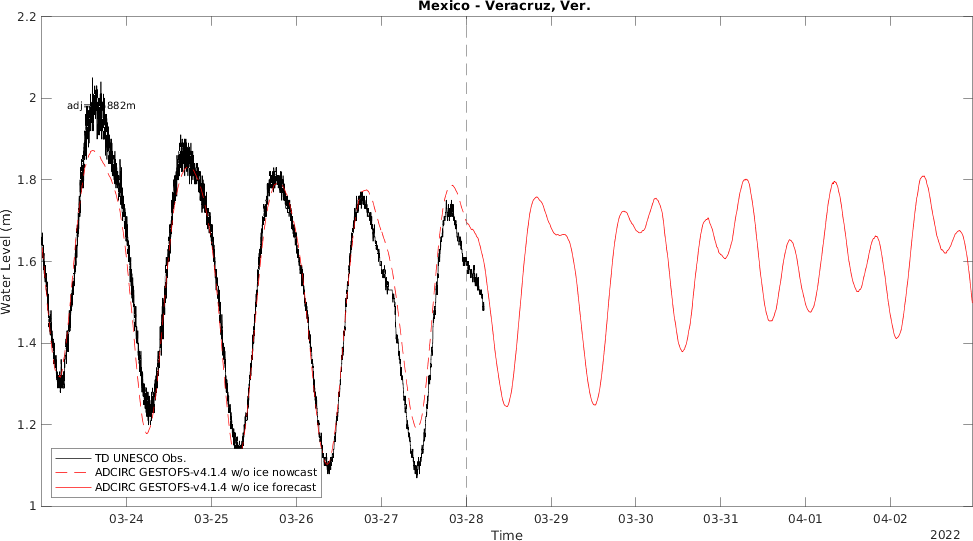 Mexico - Veracruz, Ver.
2.2
2
1.8
1.6
1.4
1.2
1
Water Level (m)
882m
TD UNESCO Obs.
ADCIRC GESTOFS-v4.1.4 w/o ice nowcast
ADCIRC GESTOFS-v4.1.4 w/o ice forecast
03-24 03-25 03-26 03-27 03-28 03-29 03-30 03-31 04-01 04-02
Time
2022